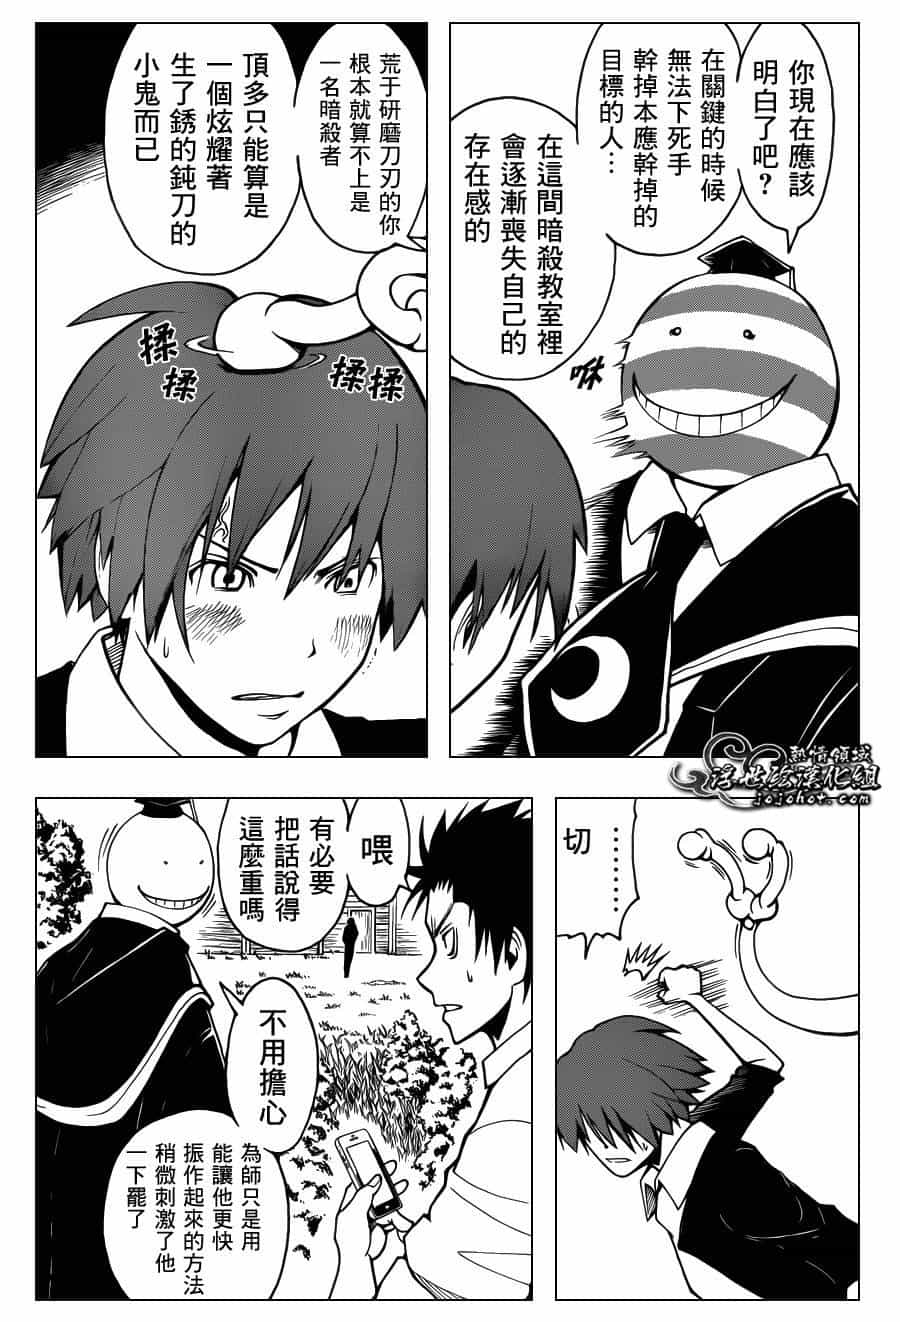 你現在應該
明白了吧？
在關鍵的時候
無法下死手
幹掉本應幹掉的
目標的人…
在這間暗殺教室裡
會逐漸喪失自己的
存在感的
咻
荒于研磨刀刃的你
根本就算不上是
一名暗殺者
頂多只能算是
一個炫耀著
生了銹的鈍刀的
小鬼而已
揉
揉
揉
揉
………
切
喂
有必要
把話說得
這麼重嗎
不用擔心
為師只是用
能讓他更快
振作起來的方法
稍微刺激了他
一下罷了
熱情領域
浮世绘漢化組
jojohot.com